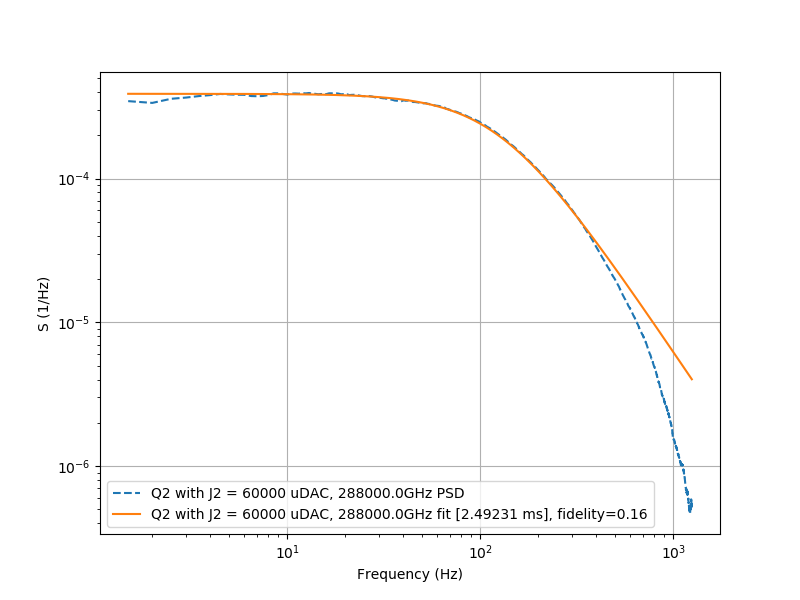 S (1/Hz)
10⁻⁴
10⁻⁵
10⁻⁶
Q2 with J2 = 60000 uDAC, 288000.0GHz PSD
Q2 with J2 = 60000 uDAC, 288000.0GHz fit [2.49231 ms], fidelity=0.16
10¹ 10² 10³
Frequency (Hz)